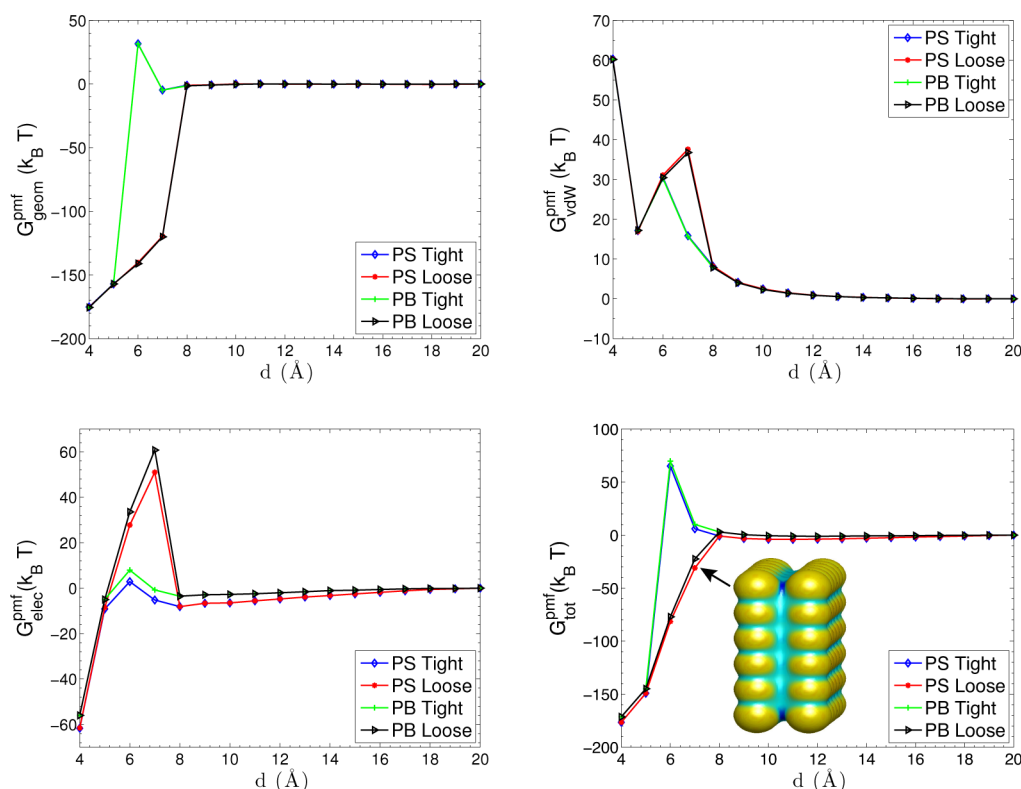 50
0
−50
−100
−150
−200
4
6
8
10
12
14
16
18
20
d (Å)
G^pmf_geom (k_B T)
PS Tight
PS Loose
PB Tight
PB Loose
70
60
50
40
30
20
10
0
−10
4
6
8
10
12
14
16
18
20
d (Å)
G^pmf_vdW (k_B T)
PS Tight
PS Loose
PB Tight
PB Loose
60
40
20
0
−20
−40
−60
4
6
8
10
12
14
16
18
20
d (Å)
G^pmf_elec (k_B T)
PS Tight
PS Loose
PB Tight
PB Loose
100
50
0
−50
−100
−150
−200
4
6
8
10
12
14
16
18
20
d (Å)
G^pmf_tot (k_B T)
PS Tight
PS Loose
PB Tight
PB Loose